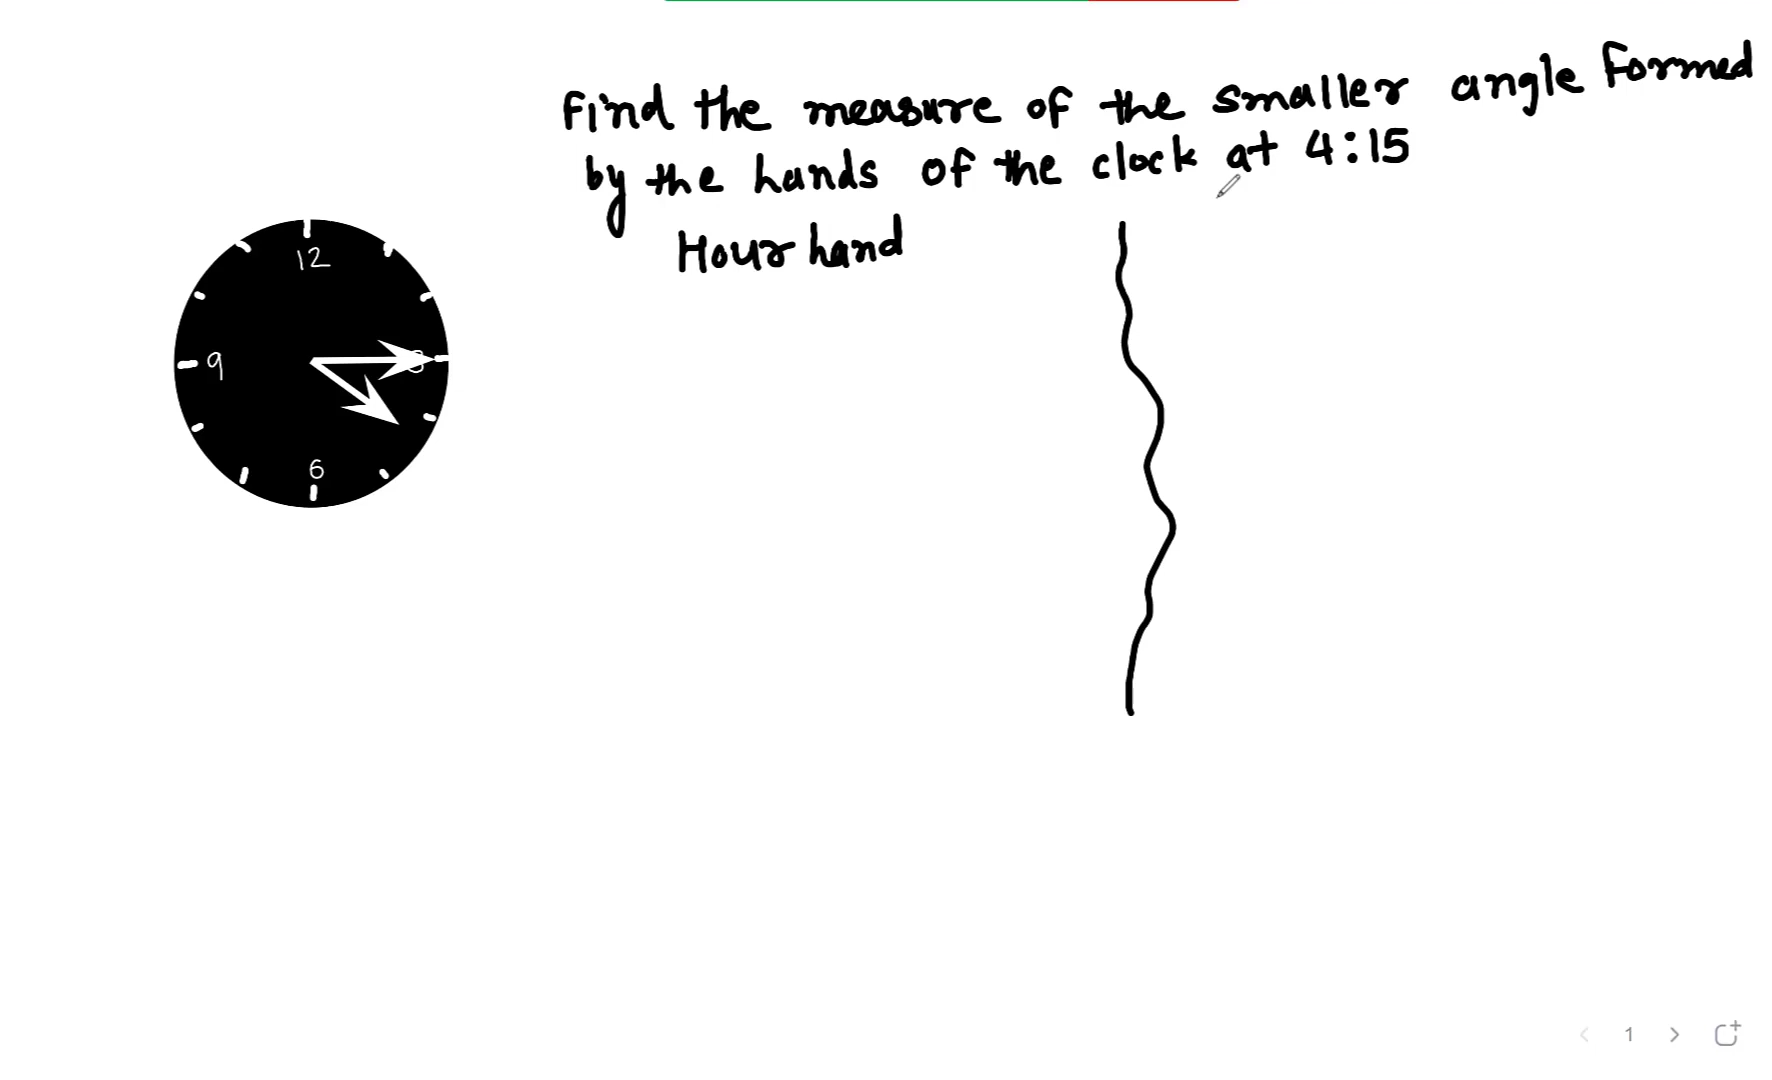 Find the measure of the smaller angle formed
by the hands of the clock at 4:15
Hour hand
12
9
3
6
1